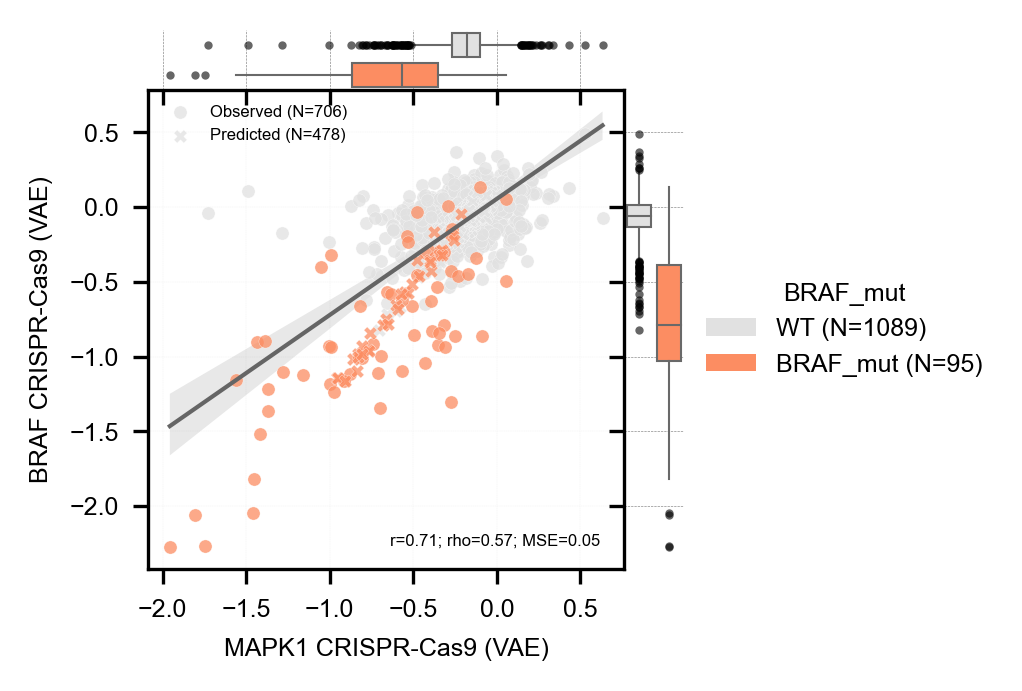 Observed (N=706)
Predicted (N=478)
0.5
0.0
−0.5
−1.0
−1.5
−2.0
BRAF CRISPR-Cas9 (VAE)
r=0.71; rho=0.57; MSE=0.05
−2.0 −1.5 −1.0 −0.5 0.0 0.5
MAPK1 CRISPR-Cas9 (VAE)
BRAF_mut
WT (N=1089)
BRAF_mut (N=95)